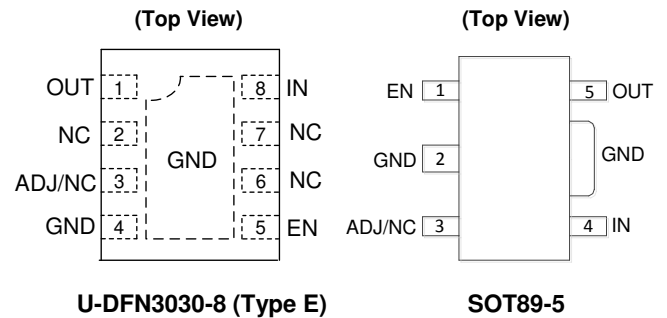 (Top View)
OUT 1 8 IN
NC 2 7 NC
GND
ADJ/NC 3 6 NC
GND 4 5 EN
U-DFN3030-8 (Type E)
(Top View)
EN 1 5 OUT
GND 2 GND
ADJ/NC 3 4 IN
SOT89-5